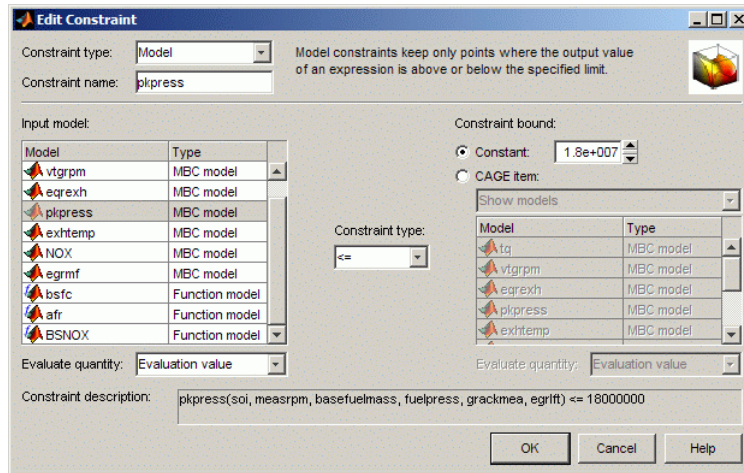 Edit Constraint
Constraint type: Model
Model constraints keep only points where the output value
of an expression is above or below the specified limit.
Constraint name: pkpress
Input model:
Model Type
vtgrpm MBC model
eqrexh MBC model
pkpress MBC model
exhtemp MBC model
NOX MBC model
egrmf MBC model
bsfc Function model
afr Function model
BSNOX Function model
Evaluate quantity: Evaluation value
Constraint type:
<=
Constraint bound:
Constant: 1.8e+007
CAGE item:
Show models
Model Type
tq MBC model
vtgrpm MBC model
eqrexh MBC model
pkpress MBC model
exhtemp MBC model
Evaluate quantity: Evaluation value
Constraint description: pkpress(soi, measrpm, basefuelmass, fuelpress, grackmea, egrlft) <= 18000000
OK Cancel Help